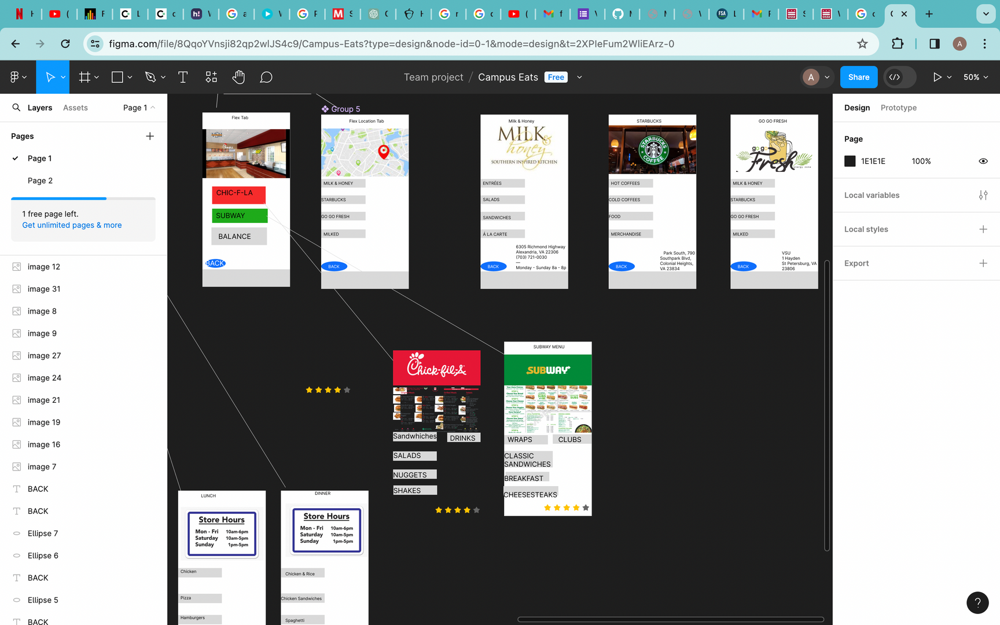 figma.com/file/8QqoYVnsji82qp2wlJS4c9/Campus-Eats?type=design&node-id=0-1&mode=design&t=2XPleFum2WliEArz-0
A
Team project / Campus Eats Free
A
Share
50%
Layers
Assets
Page 1
Pages
Page 1
Page 2
1 free page left.
Get unlimited pages & more
image 12
image 31
image 8
image 9
image 27
image 24
image 21
image 19
image 16
image 7
BACK
BACK
Ellipse 7
Ellipse 6
BACK
Ellipse 5
BACK
Flex Tab
CHIC-F-LA
SUBWAY
BALANCE
BACK
Group 5
Flex Location Tab
MILK & HONEY
STARBUCKS
GO GO FRESH
MILKED
BACK
Milk & Honey
MILK &
honey
SOUTHERN INSPIRED KITCHEN
ENTRÉES
SALADS
SANDWICHES
Á LA CARTE
6305 Richmond Highway
Alexandria, VA 22306
(703) 721-0030
—
Monday - Sunday 8a - 8p
BACK
STARBUCKS
STARBUCKS
COFFEE
HOT COFFEES
COLD COFFEES
FOOD
MERCHANDISE
Park South, 790
Southpark Blvd,
Colonial Heights,
VA 23834
BACK
GO GO FRESH
go go
Fresh
energy zone
MILK & HONEY
STARBUCKS
GO GO FRESH
MILKED
VSU
1 Hayden
St Petersburg, VA
23806
BACK
Chick-fil-A
Sandwhiches
DRINKS
SALADS
NUGGETS
SHAKES
SUBWAY MENU
SUBWAY
WRAPS
CLUBS
CLASSIC
SANDWICHES
BREAKFAST
CHEESESTEAKS
LUNCH
Store Hours
Mon - Fri 10am-6pm
Saturday 10am-5pm
Sunday 1pm-5pm
Chicken
Pizza
Hamburgers
DINNER
Store Hours
Mon - Fri 10am-6pm
Saturday 10am-5pm
Sunday 1pm-5pm
Chicken & Rice
Chicken Sandwiches
Spaghetti
Design
Prototype
Page
1E1E1E 100%
Local variables
Local styles
Export
?